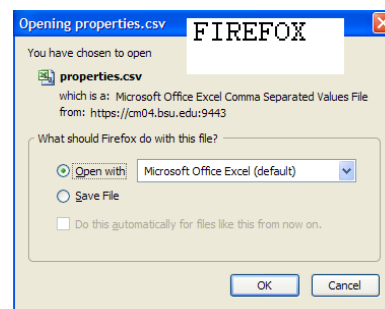 Opening properties.csv
FIREFOX
You have chosen to open
properties.csv
which is a: Microsoft Office Excel Comma Separated Values File
from: https://cm04.bsu.edu:9443
What should Firefox do with this file?
Open with Microsoft Office Excel (default)
Save File
Do this automatically for files like this from now on.
OK Cancel